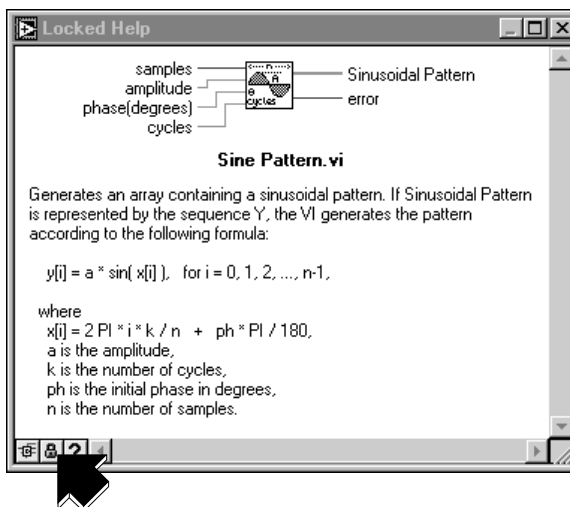 Locked Help
samples
amplitude
phase(degrees)
cycles
n
A
θ
cycles
Sinusoidal Pattern
error
Sine Pattern.vi
Generates an array containing a sinusoidal pattern. If Sinusoidal Pattern
is represented by the sequence Y, the VI generates the pattern
according to the following formula:
y[i] = a * sin( x[i] ),   for i = 0, 1, 2, ..., n-1,
where
x[i] = 2 PI * i * k / n   +   ph * PI / 180,
a is the amplitude,
k is the number of cycles,
ph is the initial phase in degrees,
n is the number of samples.
?